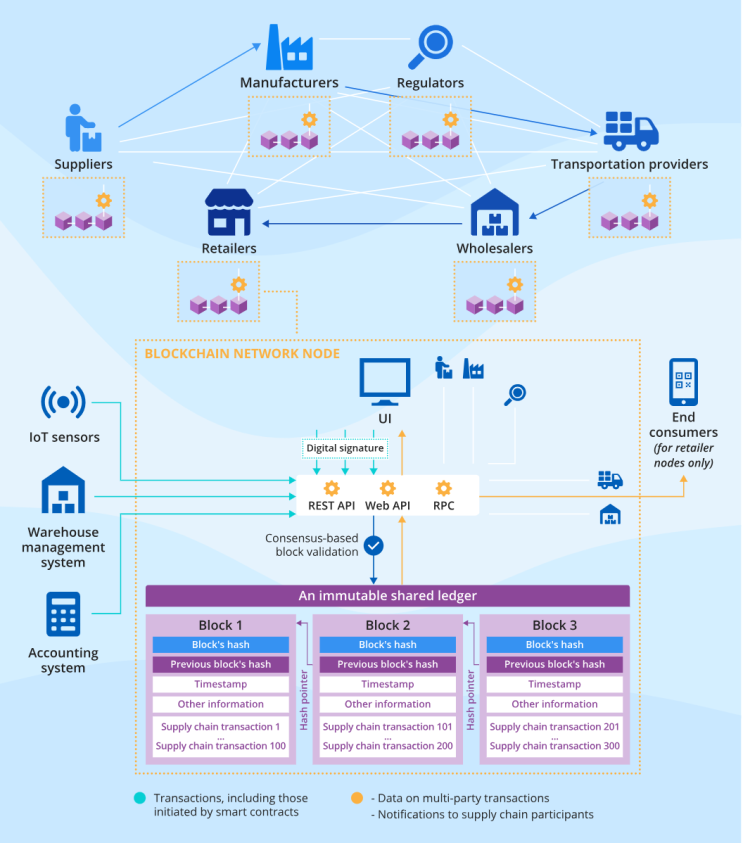 Manufacturers
Regulators
Suppliers
Transportation providers
Retailers
Wholesalers
BLOCKCHAIN NETWORK NODE
UI
IoT sensors
End
consumers
(for retailer
nodes only)
Digital signature
REST API
Web API
RPC
Warehouse
management
system
Consensus-based
block validation
Accounting
system
An immutable shared ledger
Block 1
Block's hash
Previous block's hash
Timestamp
Other information
Supply chain transaction 1
...
Supply chain transaction 100
Hash pointer
Block 2
Block's hash
Previous block's hash
Timestamp
Other information
Supply chain transaction 101
...
Supply chain transaction 200
Hash pointer
Block 3
Block's hash
Previous block's hash
Timestamp
Other information
Supply chain transaction 201
...
Supply chain transaction 300
Transactions, including those
initiated by smart contracts
- Data on multi-party transactions
- Notifications to supply chain participants